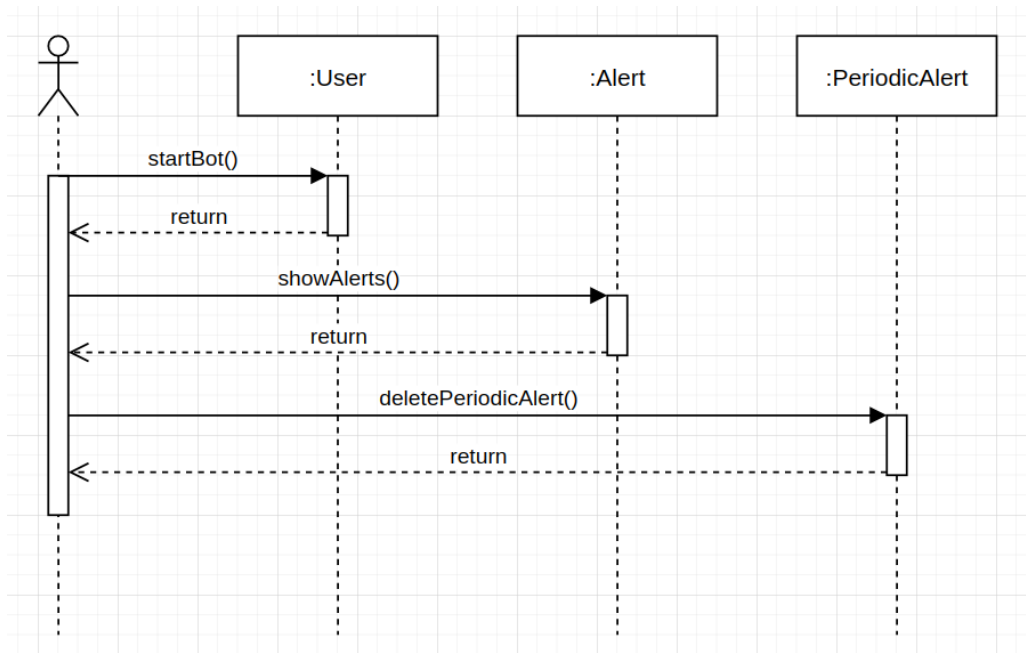 :User
:Alert
:PeriodicAlert
startBot()
return
showAlerts()
return
deletePeriodicAlert()
return